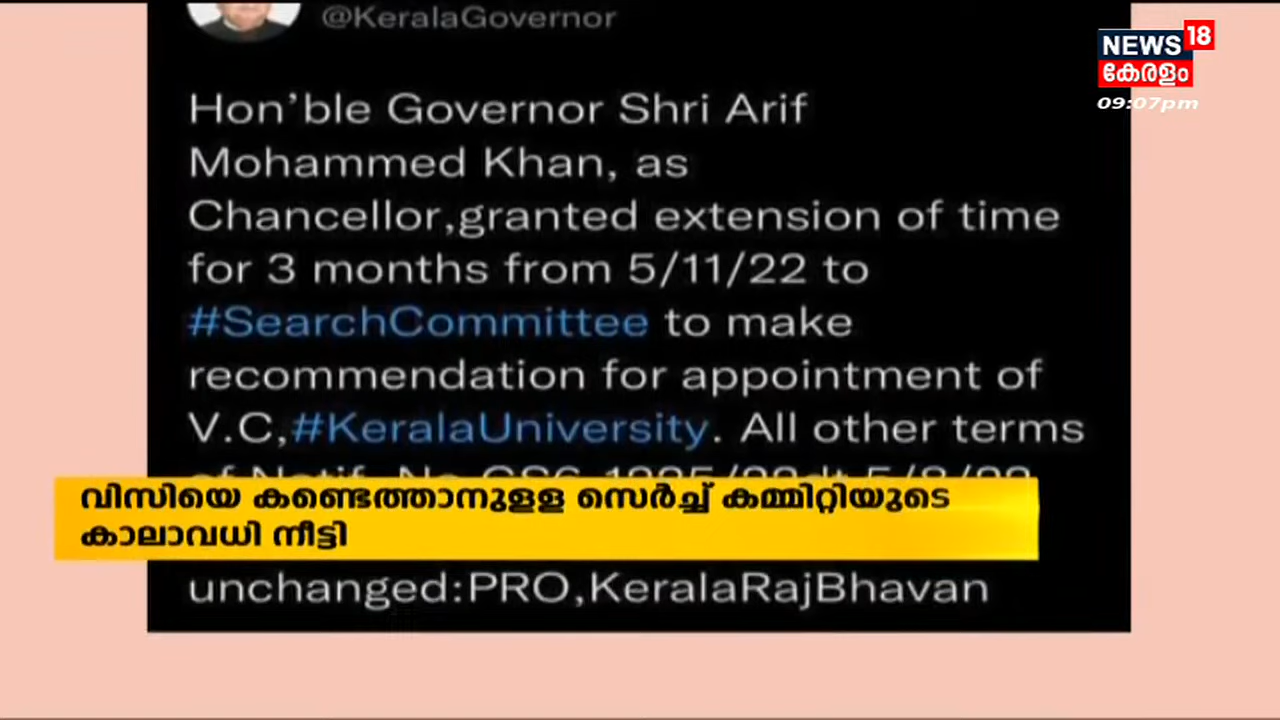 @KeralaGovernor
NEWS 18
കേരളം
09:07pm
Hon’ble Governor Shri Arif
Mohammed Khan, as
Chancellor,granted extension of time
for 3 months from 5/11/22 to
#SearchCommittee to make
recommendation for appointment of
V.C,#KeralaUniversity. All other terms
വിസിയെ കണ്ടെത്താനുളള സെർച്ച് കമ്മിറ്റിയുടെ
കാലാവധി നീട്ടി
unchanged:PRO,KeralaRajBhavan